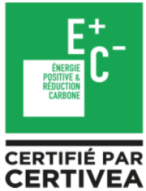 E+
C-
ÉNERGIE
POSITIVE &
RÉDUCTION
CARBONE
CERTIFIÉ PAR
CERTIVEA